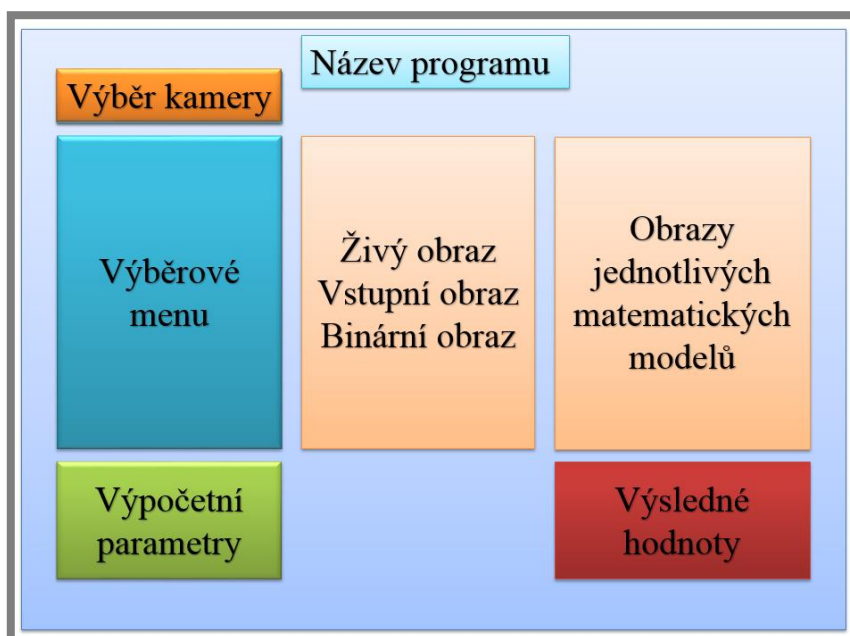 Název programu
Výběr kamery
Výběrové
menu
Živý obraz
Vstupní obraz
Binární obraz
Obrazy
jednotlivých
matematických
modelů
Výpočetní
parametry
Výsledné
hodnoty